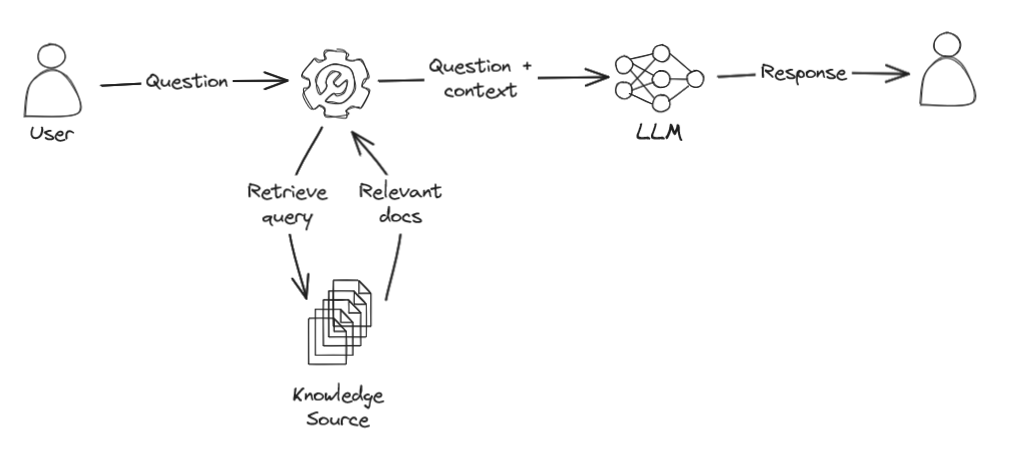 Question
Question +
context
Response
User
LLM
Retrieve
query
Relevant
docs
Knowledge
Source